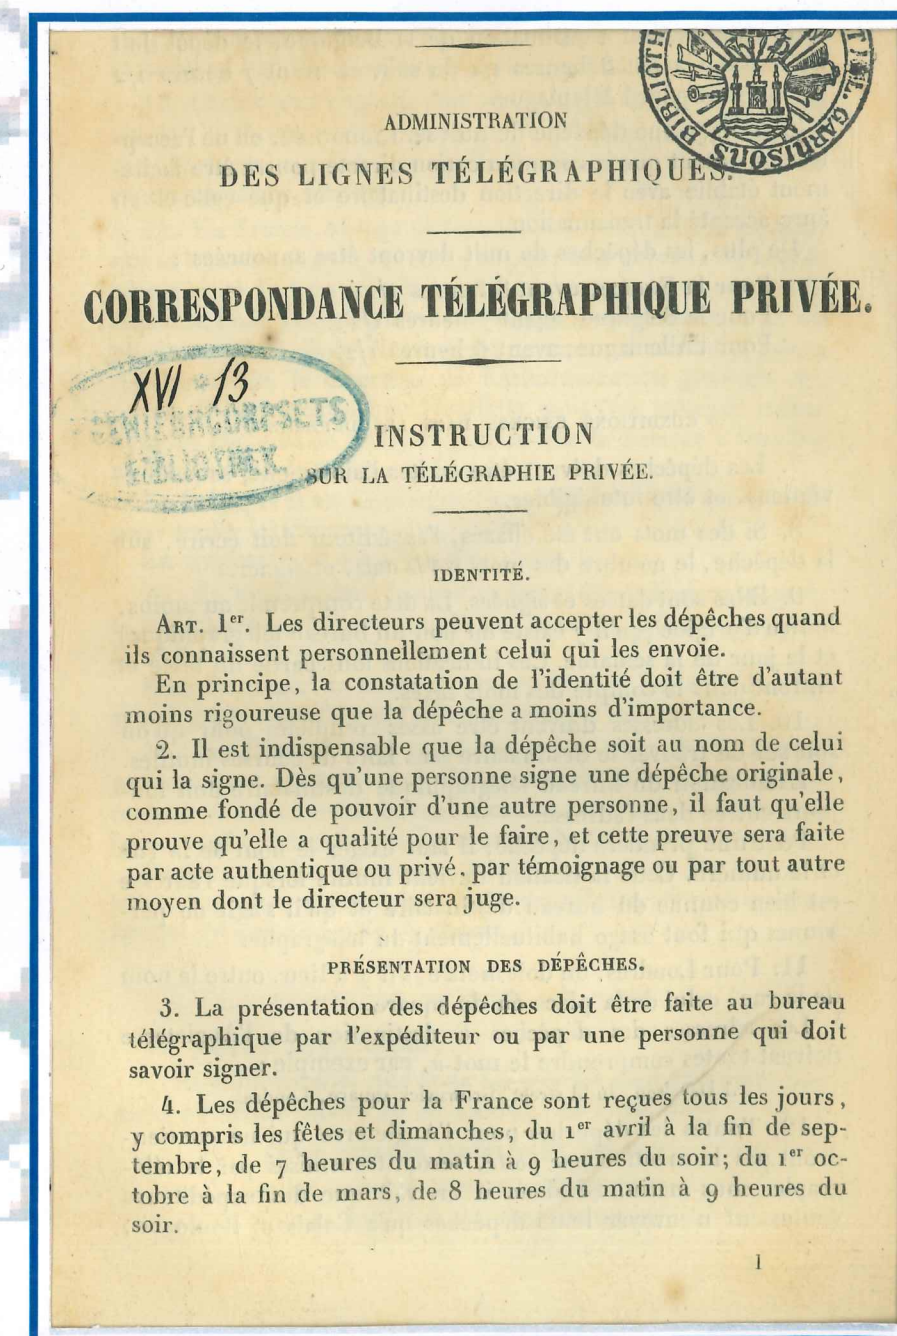 ADMINISTRATION
DES LIGNES TÉLÉGRAPHIQUES.
CORRESPONDANCE TÉLÉGRAPHIQUE PRIVÉE.
XVI 13
BIBLIOTH
GARNISONS
BIBLIOTHEK.
INSTRUCTION
SUR LA TÉLÉGRAPHIE PRIVÉE.
IDENTITÉ.
ART. 1er. Les directeurs peuvent accepter les dépêches quand
ils connaissent personnellement celui qui les envoie.
En principe, la constatation de l'identité doit être d'autant
moins rigoureuse que la dépêche a moins d'importance.
2. Il est indispensable que la dépêche soit au nom de celui
qui la signe. Dès qu'une personne signe une dépêche originale,
comme fondé de pouvoir d'une autre personne, il faut qu'elle
prouve qu'elle a qualité pour le faire, et cette preuve sera faite
par acte authentique ou privé, par témoignage ou par tout autre
moyen dont le directeur sera juge.
PRÉSENTATION DES DÉPÊCHES.
3. La présentation des dépêches doit être faite au bureau
télégraphique par l'expéditeur ou par une personne qui doit
savoir signer.
4. Les dépêches pour la France sont reçues tous les jours,
y compris les fêtes et dimanches, du 1er avril à la fin de sep-
tembre, de 7 heures du matin à 9 heures du soir; du 1er oc-
tobre à la fin de mars, de 8 heures du matin à 9 heures du
soir.
1